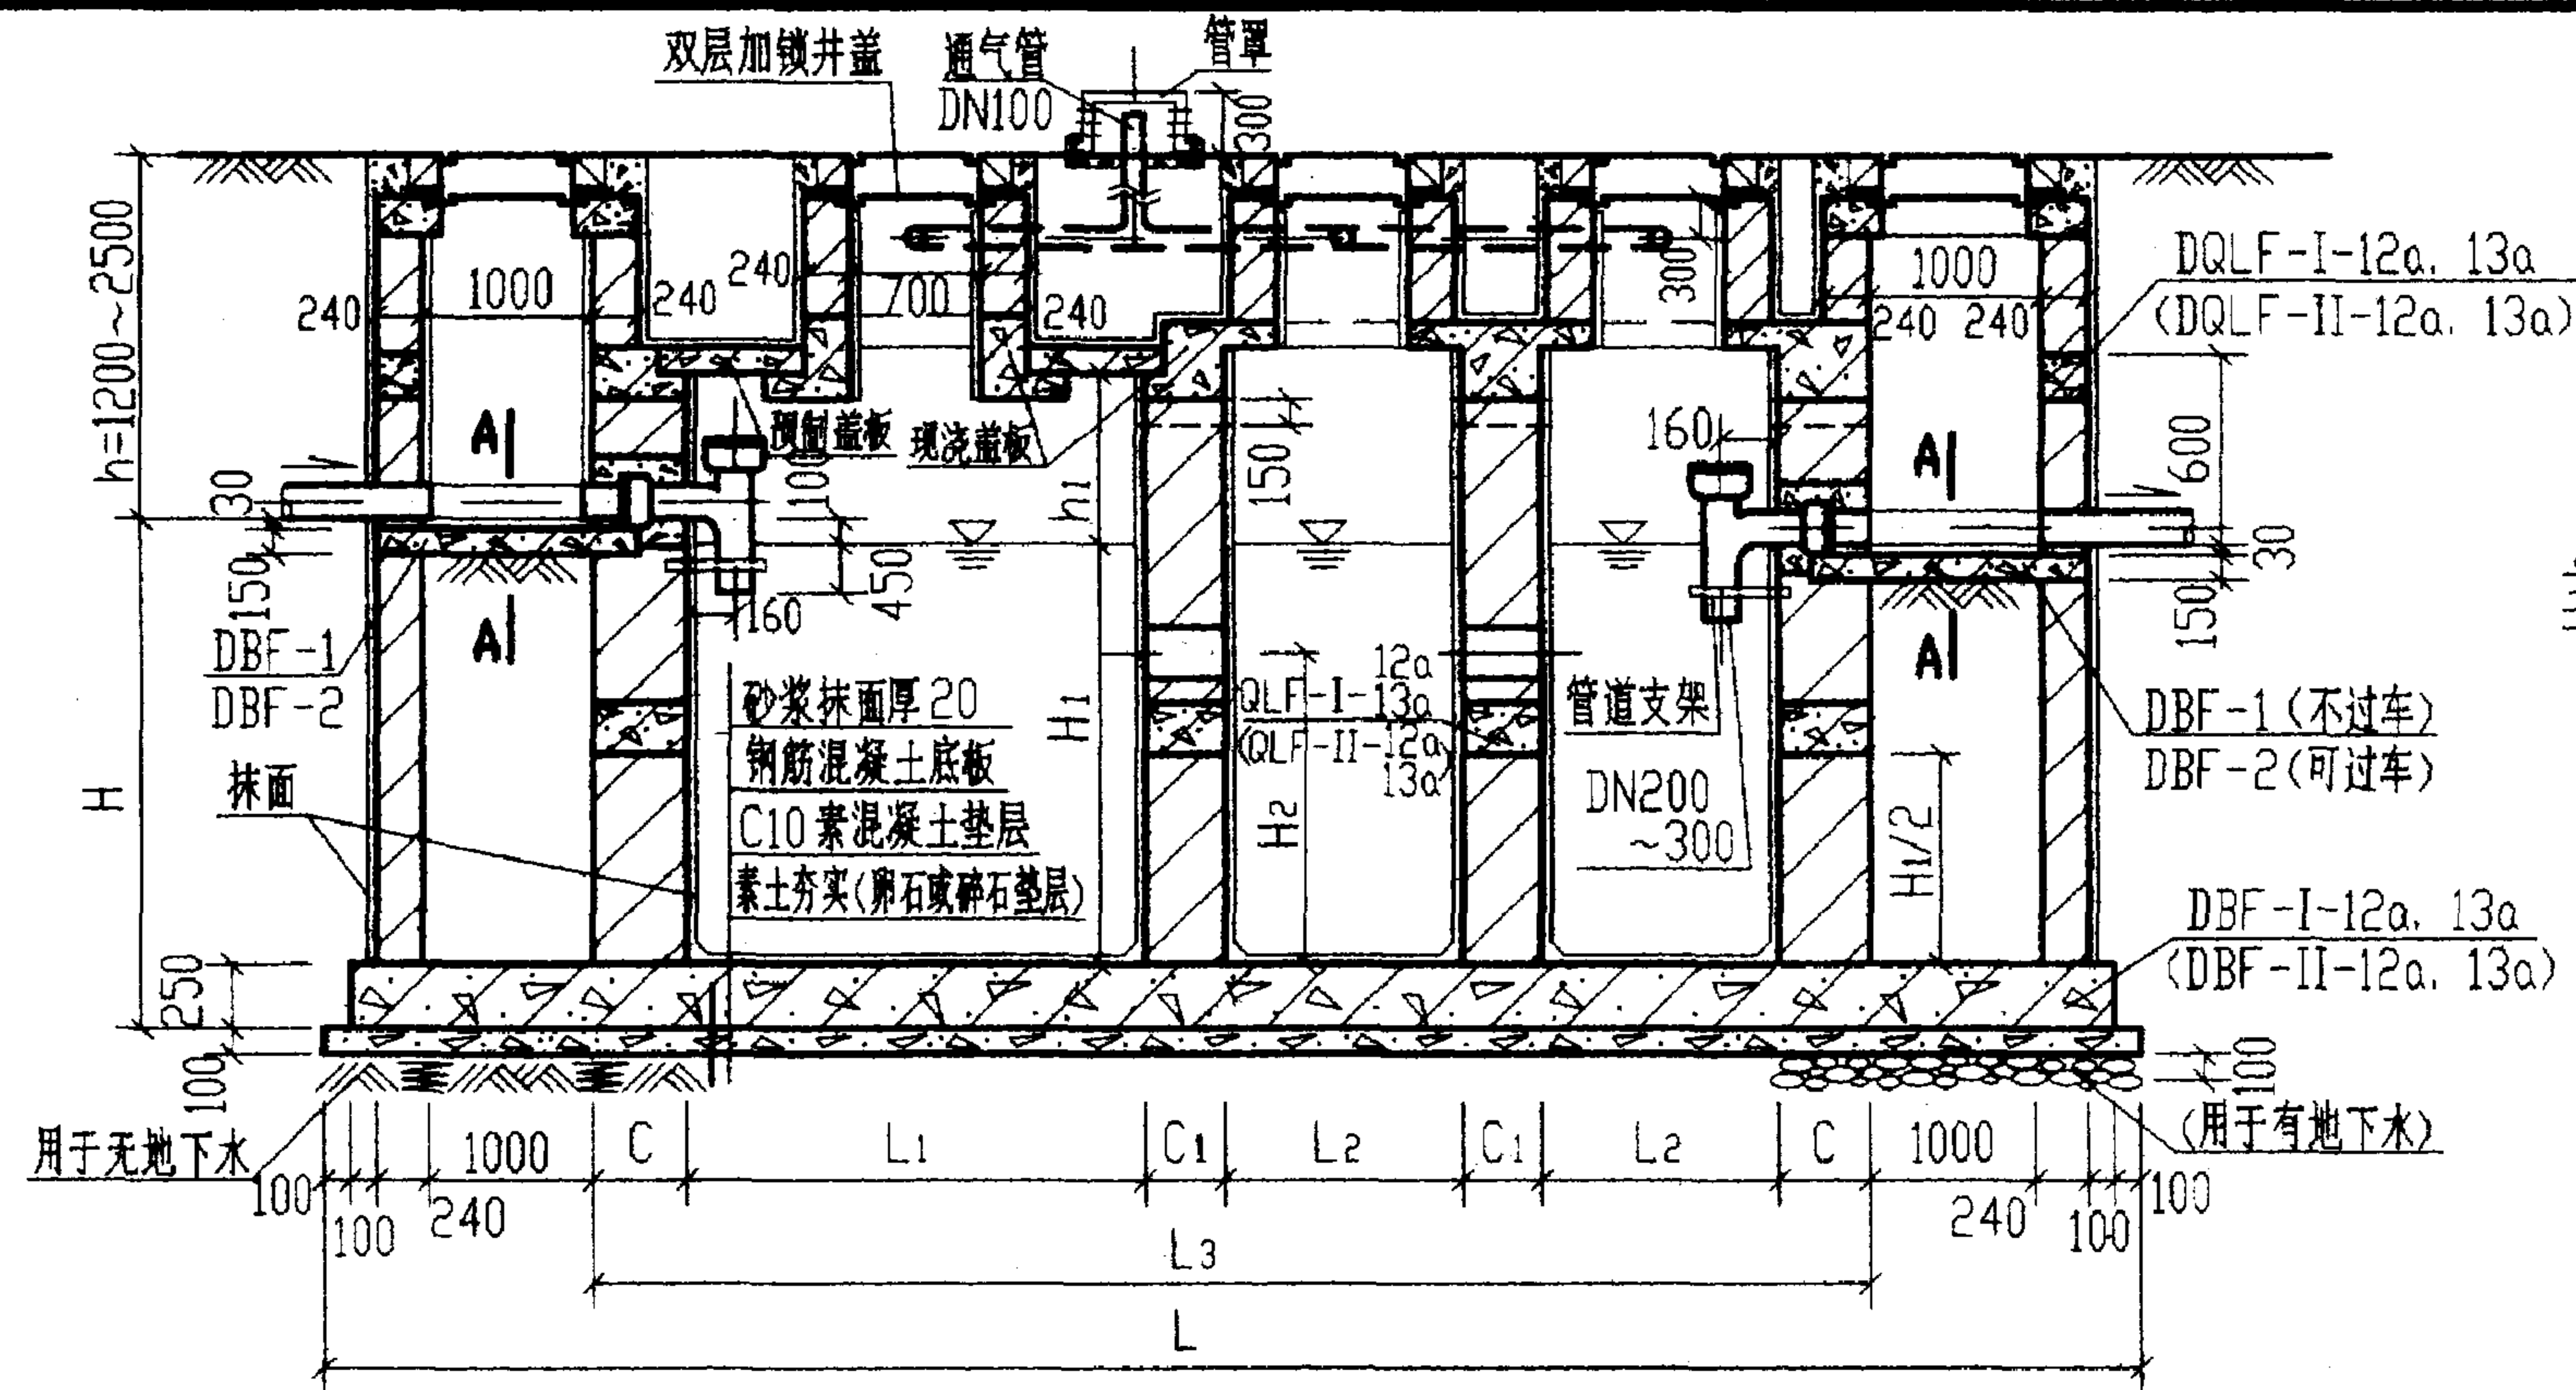 双层加锁井盖
通气管
DN100
管罩
300
h=1200~2500
240
1000
240
240
700
240
300
1000
240
240
DQLF-I-12a. 13a
(DQLF-II-12a. 13a)
A
预制盖板
现浇盖板
A
30
100
h1
150
160
A
600
30
150
450
160
150
DBF-1
DBF-2
A
A
砂浆抹面厚20
钢筋混凝土底板
C10素混凝土垫层
素土夯实(卵石或碎石垫层)
H1
12a
QLF-I-
13a
(QLF-II-12a
13a)
管道支架
DN200
~300
H2
H1/2
DBF-1(不过车)
DBF-2(可过车)
抹面
H
DBF-I-12a. 13a
(DBF-II-12a. 13a)
250
100
100
用于无地下水
(用于有地下水)
100
100
240
1000
C
L1
C1
L2
C1
L2
C
1000
240
100
100
L3
L